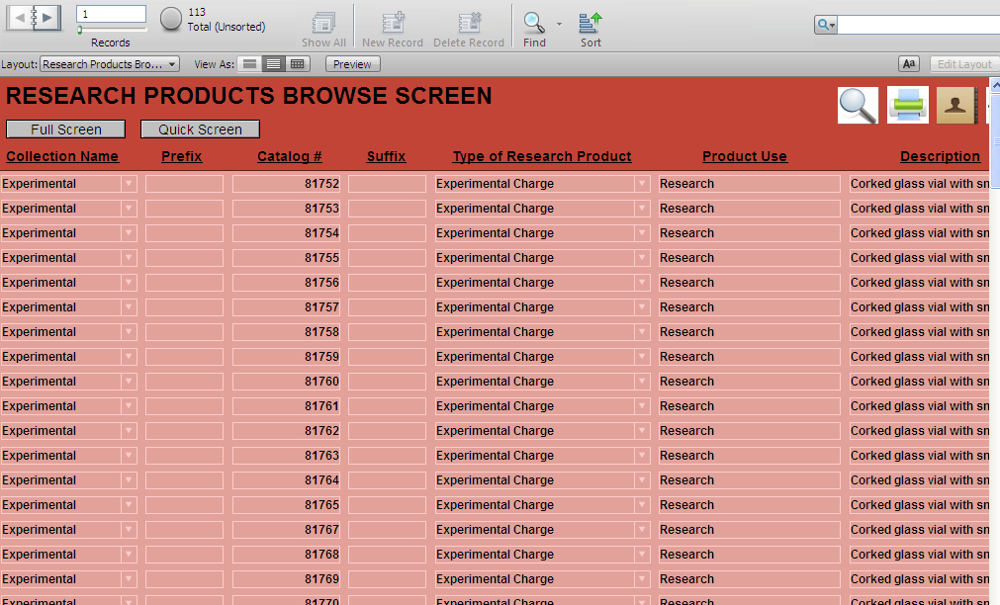 1
113
Total (Unsorted)
Records
Show All New Record Delete Record Find Sort
Layout: Research Products Bro... View As: Preview Aa Edit Layout
RESEARCH PRODUCTS BROWSE SCREEN
Full Screen Quick Screen
Collection Name Prefix Catalog # Suffix Type of Research Product Product Use Description
Experimental 81752 Experimental Charge Research Corked glass vial with sn
Experimental 81753 Experimental Charge Research Corked glass vial with sn
Experimental 81754 Experimental Charge Research Corked glass vial with sn
Experimental 81755 Experimental Charge Research Corked glass vial with sn
Experimental 81756 Experimental Charge Research Corked glass vial with sn
Experimental 81757 Experimental Charge Research Corked glass vial with sn
Experimental 81758 Experimental Charge Research Corked glass vial with sn
Experimental 81759 Experimental Charge Research Corked glass vial with sn
Experimental 81760 Experimental Charge Research Corked glass vial with sn
Experimental 81761 Experimental Charge Research Corked glass vial with sn
Experimental 81762 Experimental Charge Research Corked glass vial with sn
Experimental 81763 Experimental Charge Research Corked glass vial with sn
Experimental 81764 Experimental Charge Research Corked glass vial with sn
Experimental 81765 Experimental Charge Research Corked glass vial with sn
Experimental 81767 Experimental Charge Research Corked glass vial with sn
Experimental 81768 Experimental Charge Research Corked glass vial with sn
Experimental 81769 Experimental Charge Research Corked glass vial with sn
Experimental 81770 Experimental Charge Research Corked glass vial with sn